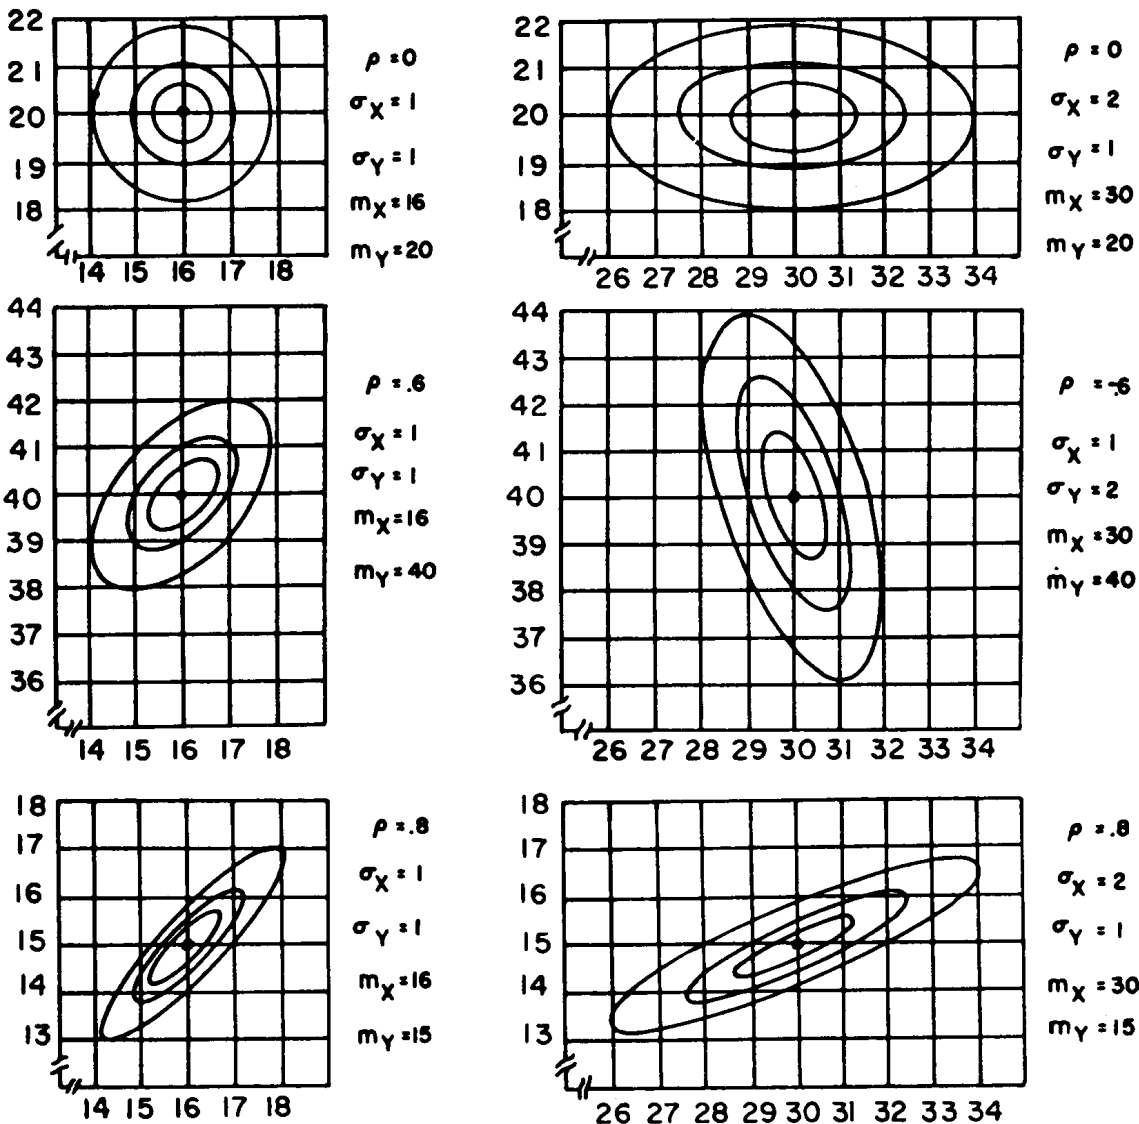 22
21
20
19
18
14 15 16 17 18
ρ = 0
σX = 1
σY = 1
mX = 16
mY = 20
22
21
20
19
18
26 27 28 29 30 31 32 33 34
ρ = 0
σX = 2
σY = 1
mX = 30
mY = 20
44
43
42
41
40
39
38
37
36
14 15 16 17 18
ρ = .6
σX = 1
σY = 1
mX = 16
mY = 40
44
43
42
41
40
39
38
37
36
26 27 28 29 30 31 32 33 34
ρ = -.6
σX = 1
σY = 2
mX = 30
mY = 40
18
17
16
15
14
13
14 15 16 17 18
ρ = .8
σX = 1
σY = 1
mX = 16
mY = 15
18
17
16
15
14
13
26 27 28 29 30 31 32 33 34
ρ = .8
σX = 2
σY = 1
mX = 30
mY = 15